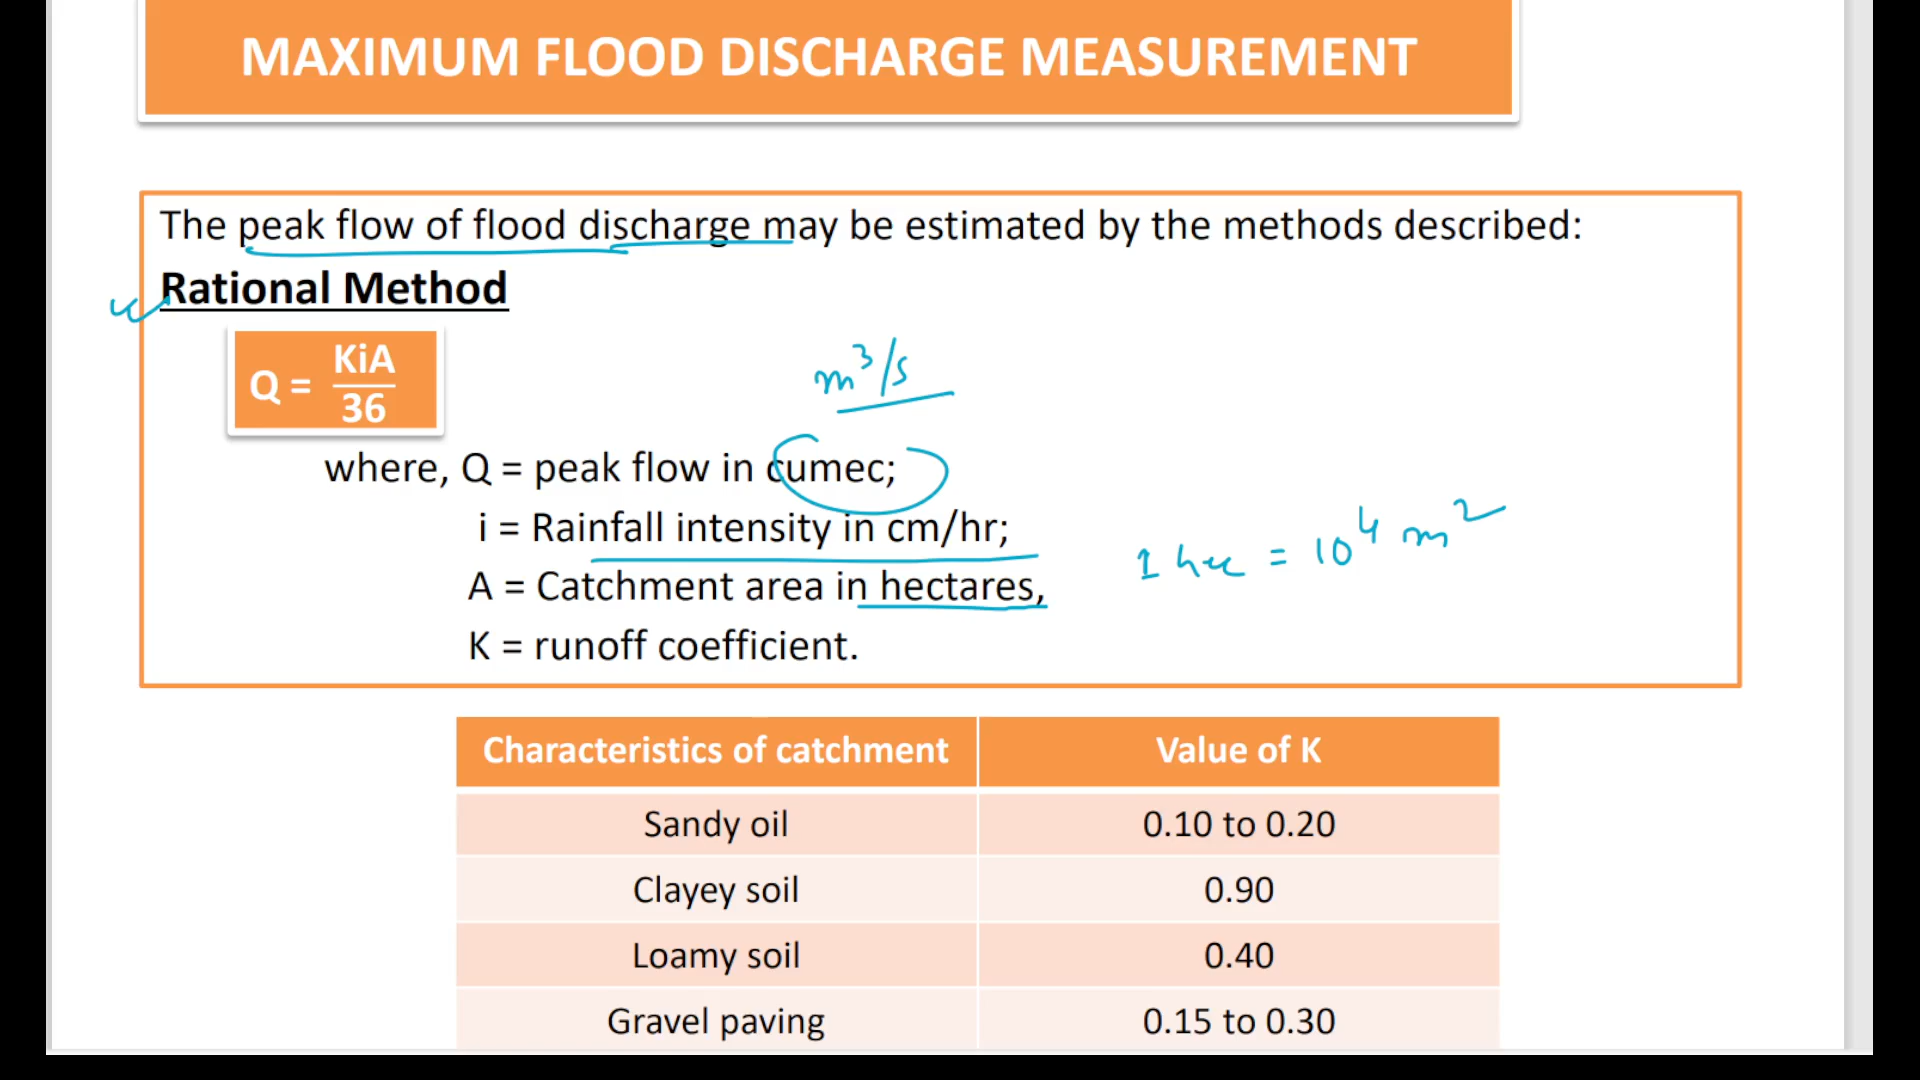 MAXIMUM FLOOD DISCHARGE MEASUREMENT
The peak flow of flood discharge may be estimated by the methods described:
Rational Method
Q = KiA
36
m³/s
where, Q = peak flow in cumec;
i = Rainfall intensity in cm/hr;
1 hec = 10⁴ m²
A = Catchment area in hectares,
K = runoff coefficient.
Characteristics of catchment Value of K
Sandy oil 0.10 to 0.20
Clayey soil 0.90
Loamy soil 0.40
Gravel paving 0.15 to 0.30